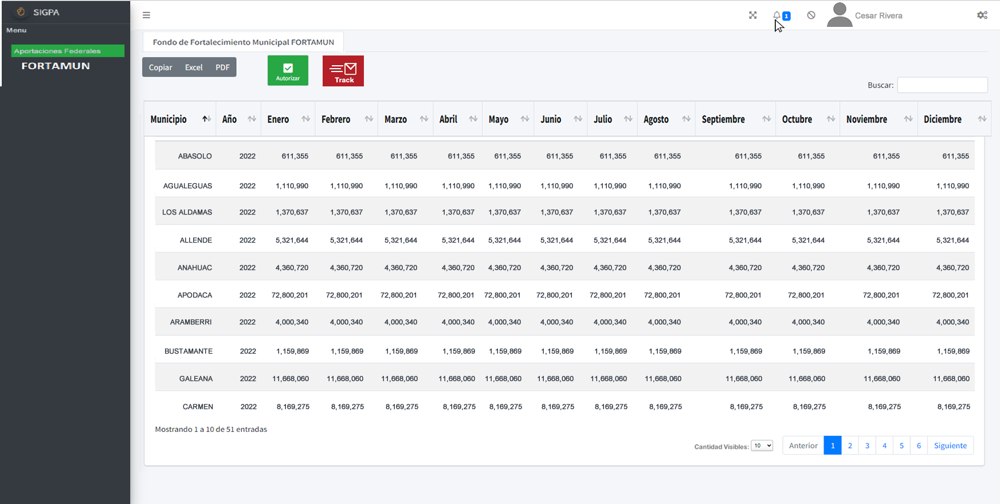 SIGPA
Menu
Aportaciones Federales
FORTAMUN
1
Cesar Rivera
Fondo de Fortalecimiento Municipal FORTAMUN
Copiar Excel PDF
Autorizar
Track
Buscar:
Municipio Año Enero Febrero Marzo Abril Mayo Junio Julio Agosto Septiembre Octubre Noviembre Diciembre
ABASOLO 2022 611,355 611,355 611,355 611,355 611,355 611,355 611,355 611,355 611,355 611,355 611,355 611,355
AGUALEGUAS 2022 1,110,990 1,110,990 1,110,990 1,110,990 1,110,990 1,110,990 1,110,990 1,110,990 1,110,990 1,110,990 1,110,990 1,110,990
LOS ALDAMAS 2022 1,370,637 1,370,637 1,370,637 1,370,637 1,370,637 1,370,637 1,370,637 1,370,637 1,370,637 1,370,637 1,370,637 1,370,637
ALLENDE 2022 5,321,644 5,321,644 5,321,644 5,321,644 5,321,644 5,321,644 5,321,644 5,321,644 5,321,644 5,321,644 5,321,644 5,321,644
ANAHUAC 2022 4,360,720 4,360,720 4,360,720 4,360,720 4,360,720 4,360,720 4,360,720 4,360,720 4,360,720 4,360,720 4,360,720 4,360,720
APODACA 2022 72,800,201 72,800,201 72,800,201 72,800,201 72,800,201 72,800,201 72,800,201 72,800,201 72,800,201 72,800,201 72,800,201 72,800,201
ARAMBERRI 2022 4,000,340 4,000,340 4,000,340 4,000,340 4,000,340 4,000,340 4,000,340 4,000,340 4,000,340 4,000,340 4,000,340 4,000,340
BUSTAMANTE 2022 1,159,869 1,159,869 1,159,869 1,159,869 1,159,869 1,159,869 1,159,869 1,159,869 1,159,869 1,159,869 1,159,869 1,159,869
GALEANA 2022 11,668,060 11,668,060 11,668,060 11,668,060 11,668,060 11,668,060 11,668,060 11,668,060 11,668,060 11,668,060 11,668,060 11,668,060
CARMEN 2022 8,169,275 8,169,275 8,169,275 8,169,275 8,169,275 8,169,275 8,169,275 8,169,275 8,169,275 8,169,275 8,169,275 8,169,275
Mostrando 1 a 10 de 51 entradas
Cantidad Visibles: 10 Anterior 1 2 3 4 5 6 Siguiente